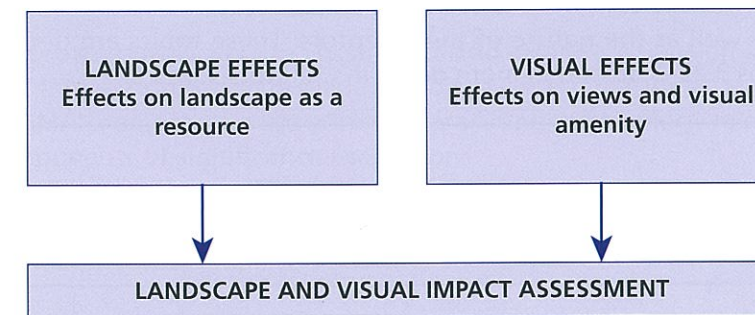 LANDSCAPE EFFECTS
Effects on landscape as a
resource
VISUAL EFFECTS
Effects on views and visual
amenity
LANDSCAPE AND VISUAL IMPACT ASSESSMENT